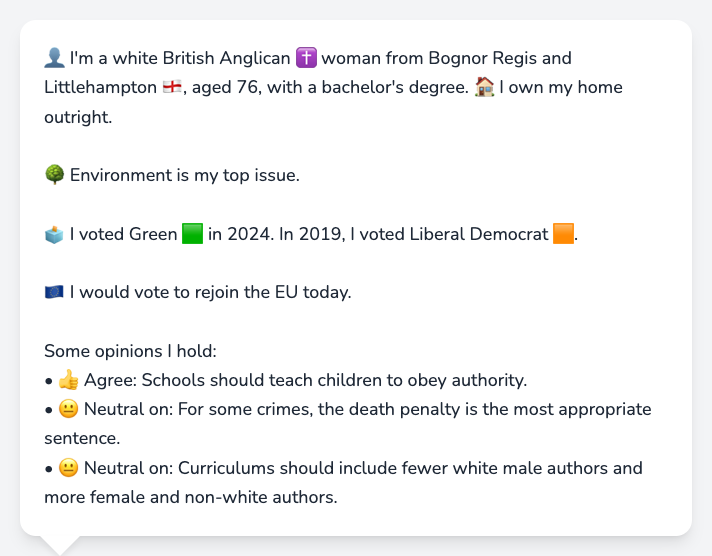 👤 I'm a white British Anglican ✝️ woman from Bognor Regis and
Littlehampton 🏴󠁧󠁢󠁥󠁮󠁧󠁿, aged 76, with a bachelor's degree. 🏠 I own my home
outright.
🌳 Environment is my top issue.
🗳️ I voted Green 🟩 in 2024. In 2019, I voted Liberal Democrat 🟧.
🇪🇺 I would vote to rejoin the EU today.
Some opinions I hold:
• 👍 Agree: Schools should teach children to obey authority.
• 😐 Neutral on: For some crimes, the death penalty is the most appropriate
sentence.
• 😐 Neutral on: Curriculums should include fewer white male authors and
more female and non-white authors.